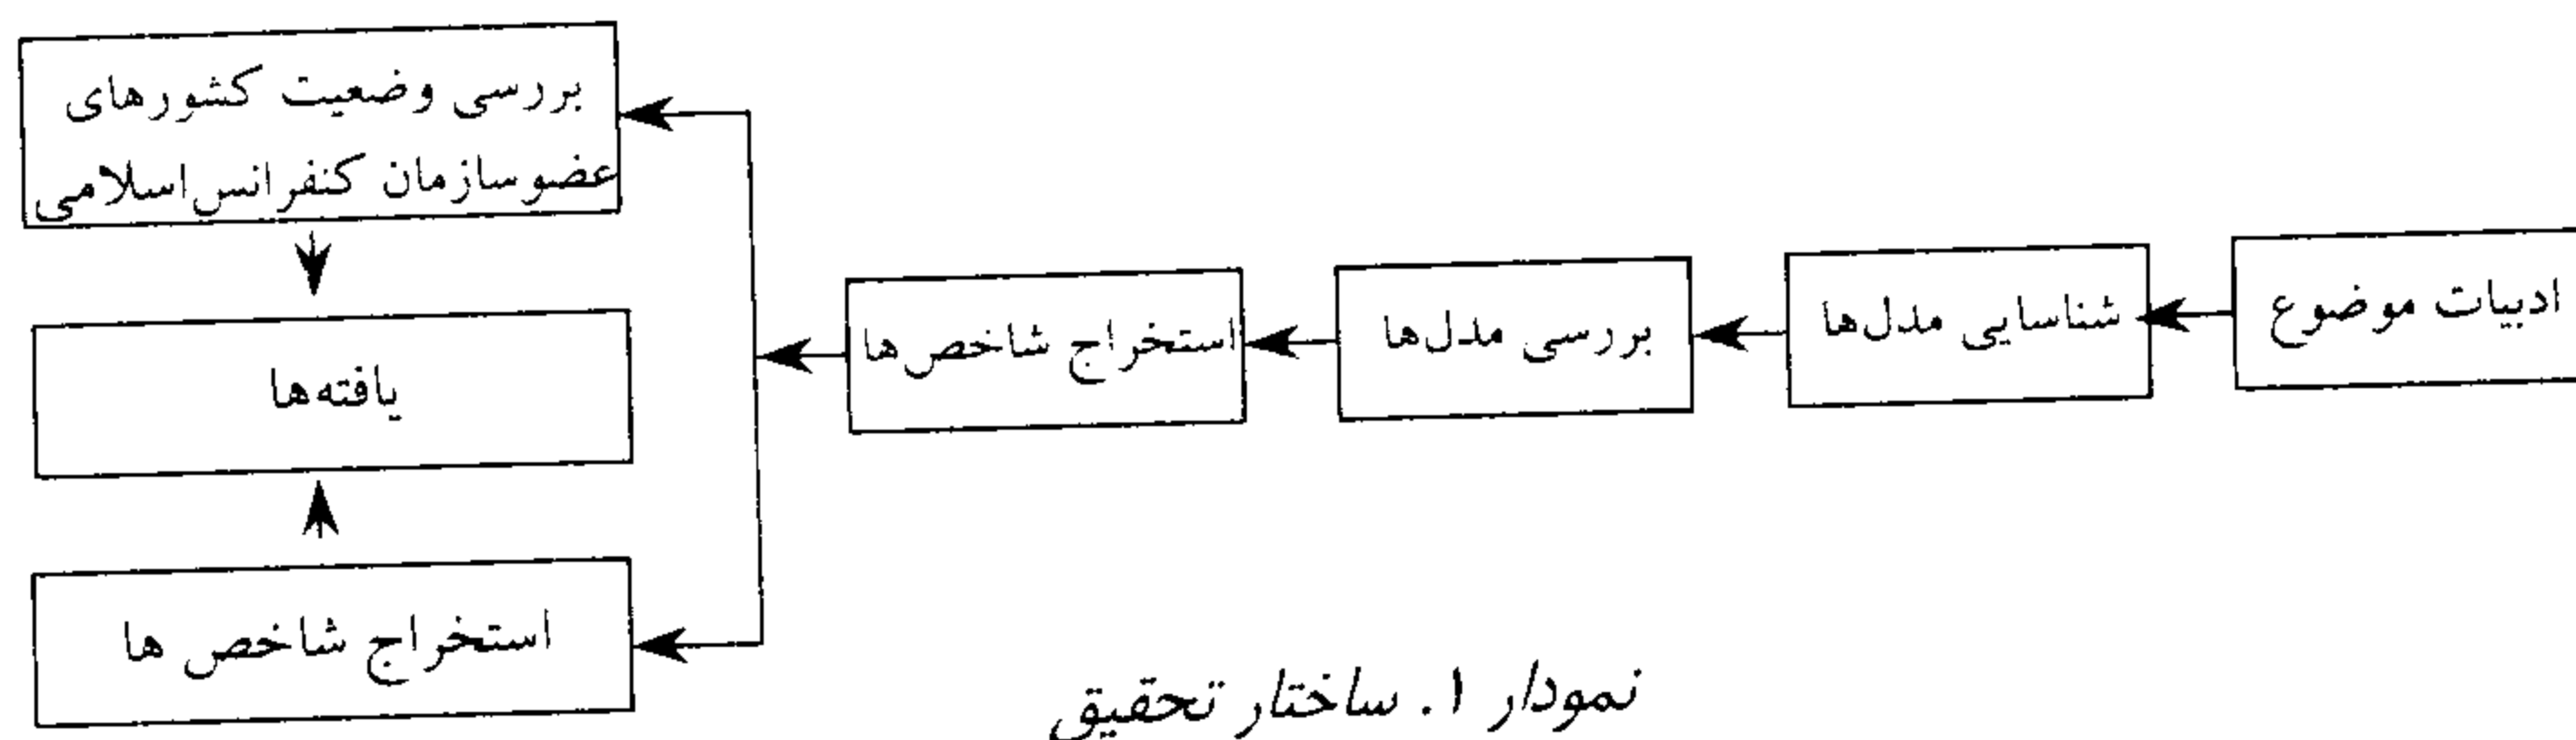 ادبیات موضوع
شناسایی مدل‌ها
بررسی مدل‌ها
استخراج شاخص‌ها
بررسی وضعیت کشورهای
عضو سازمان کنفرانس اسلامی
یافته‌ها
استخراج شاخص ها
نمودار ۱. ساختار تحقیق